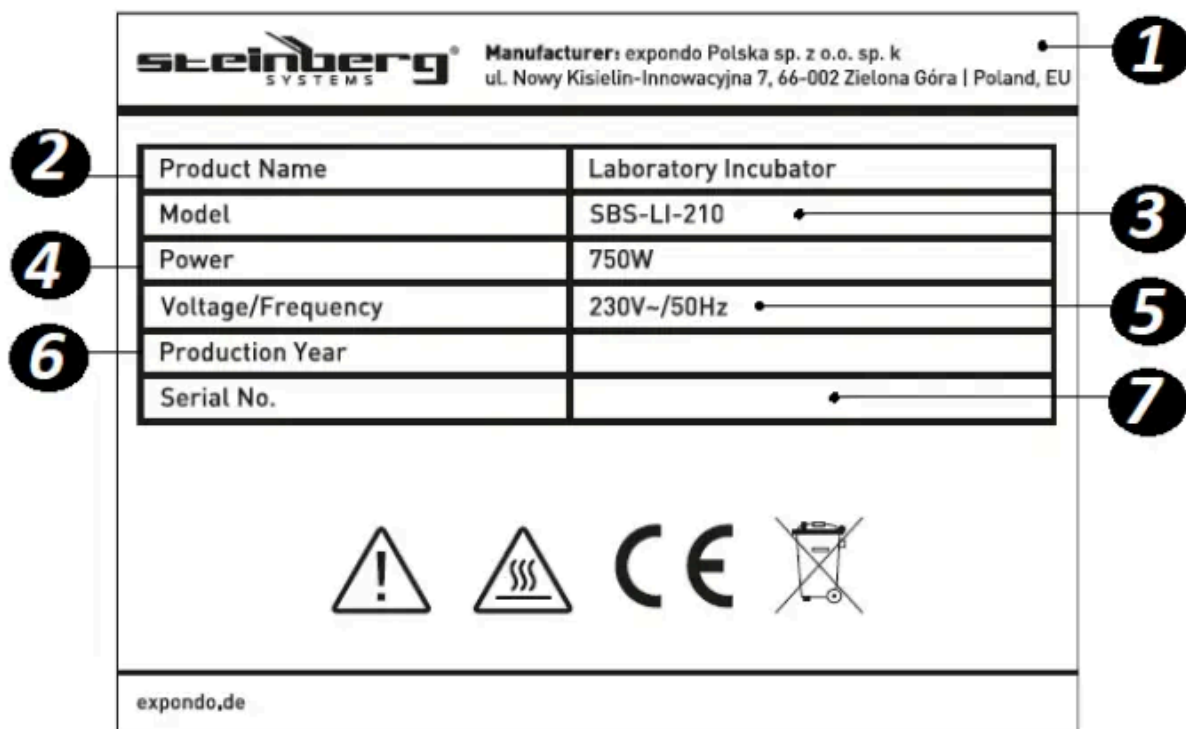 steinberg®
SYSTEMS
Manufacturer: expondo Polska sp. z o.o. sp. k
ul. Nowy Kisielin-Innowacyjna 7, 66-002 Zielona Góra | Poland, EU
1
2
Product Name Laboratory Incubator
Model SBS-LI-210
3
4
Power 750W
Voltage/Frequency 230V~/50Hz
5
6
Production Year
Serial No.
7
!
CE
expondo.de